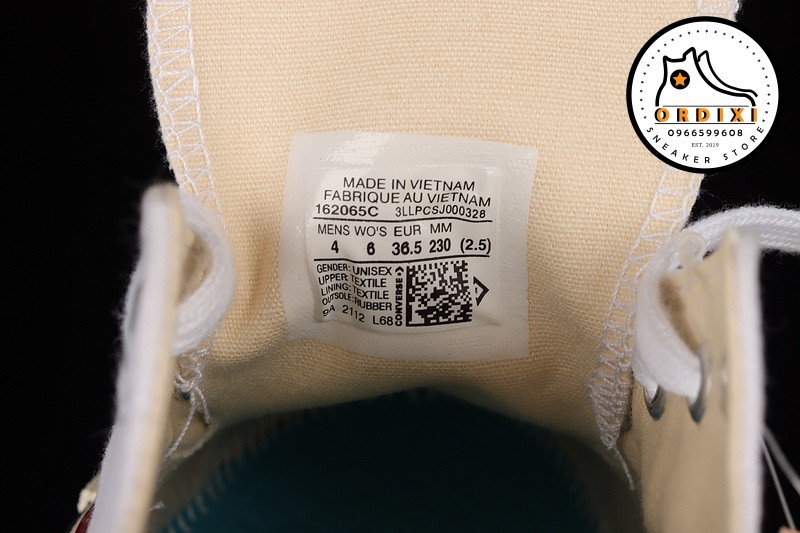 MADE IN VIETNAM
FABRIQUE AU VIETNAM
162065C 3LLPCSJ000328
MENS WO'S EUR MM
4 6 36.5 230 (2.5)
GENDER: UNISEX
UPPER: TEXTILE
LINING: TEXTILE
OUTSOLE: RUBBER
9A 2112 L68
CONVERSE
ORDIXI
0966599608
EST. 2019
SNEAKER STORE